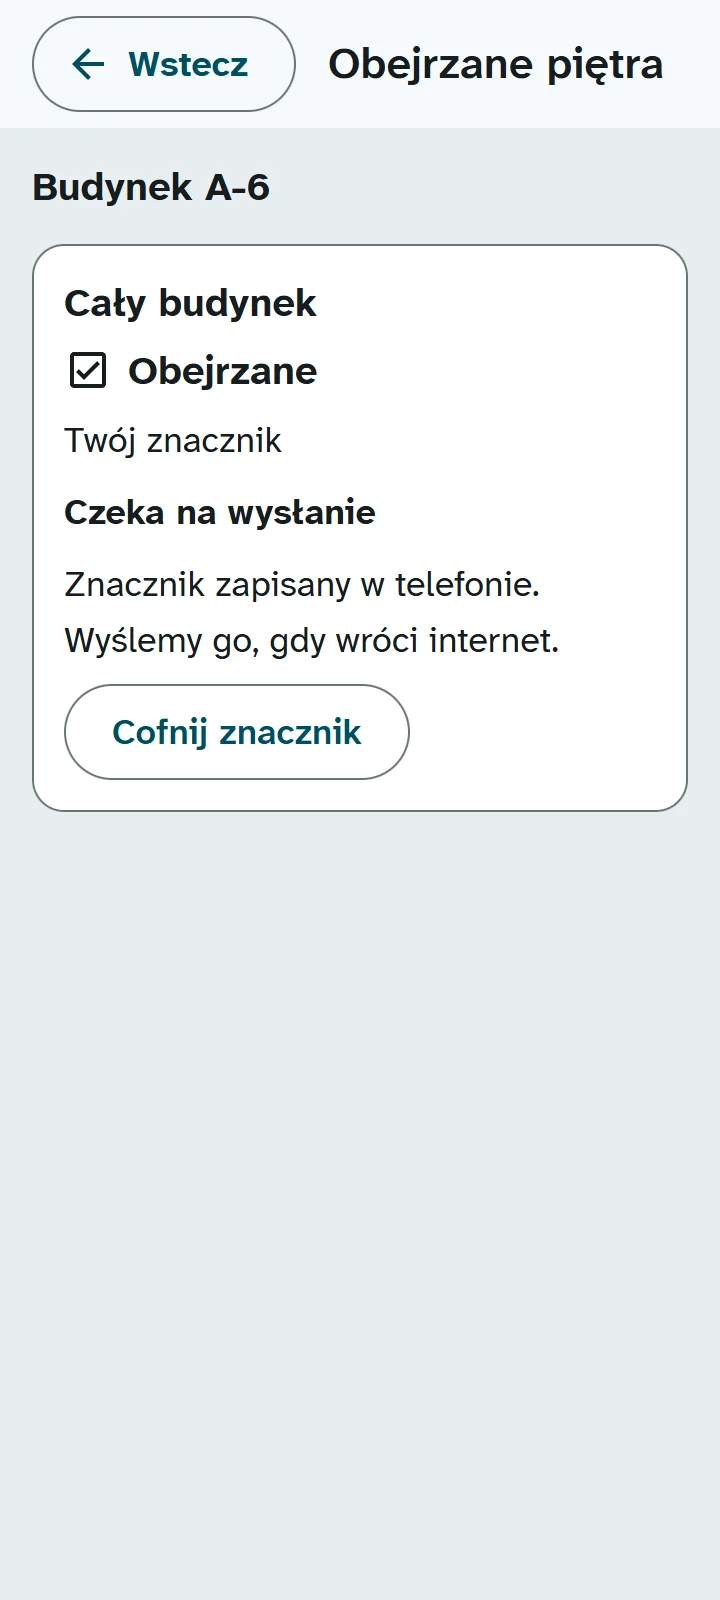 Wstecz
Obejrzane piętra
Budynek A-6
Cały budynek
Obejrzane
Twój znacznik
Czeka na wysłanie
Znacznik zapisany w telefonie.
Wyślemy go, gdy wróci internet.
Cofnij znacznik